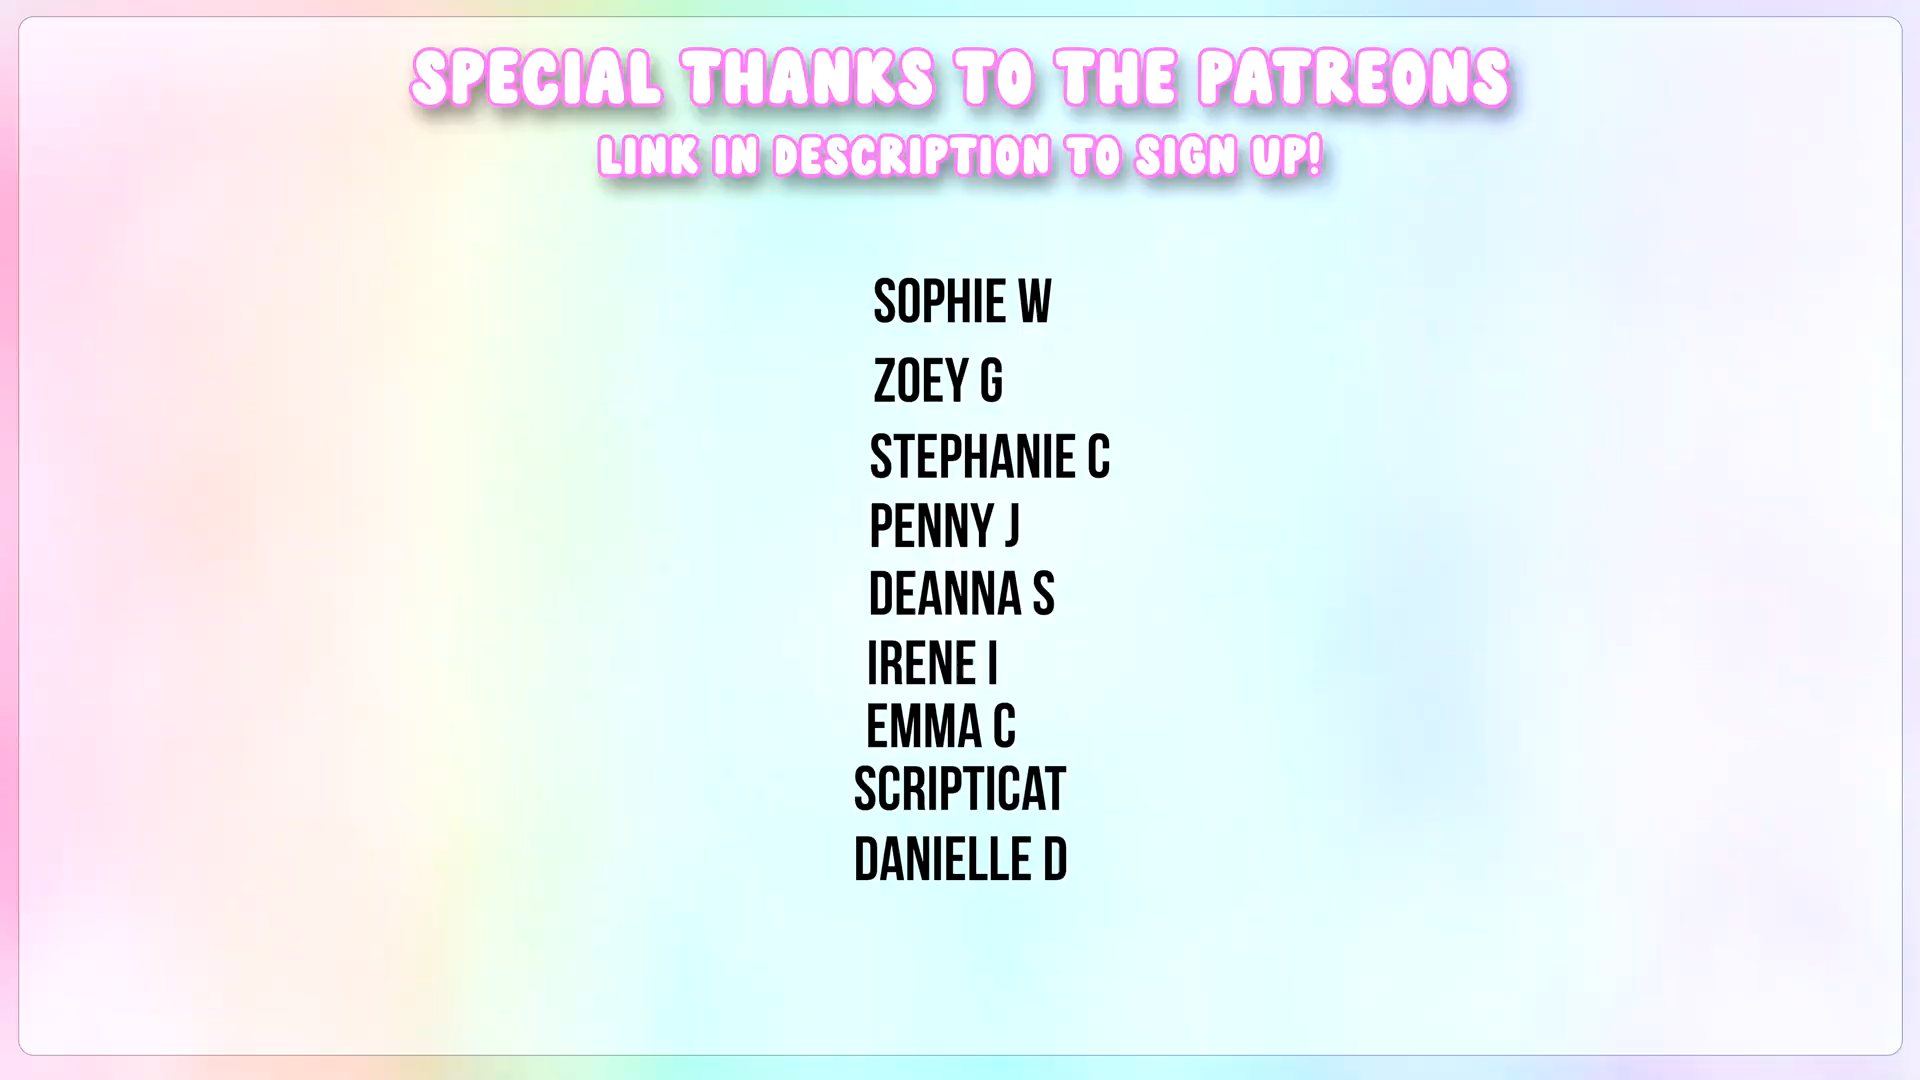 SPECIAL THANKS TO THE PATREONS
LINK IN DESCRIPTION TO SIGN UP!
SOPHIE W
ZOEY G
STEPHANIE C
PENNY J
DEANNA S
IRENE I
EMMA C
SCRIPTICAT
DANIELLE D